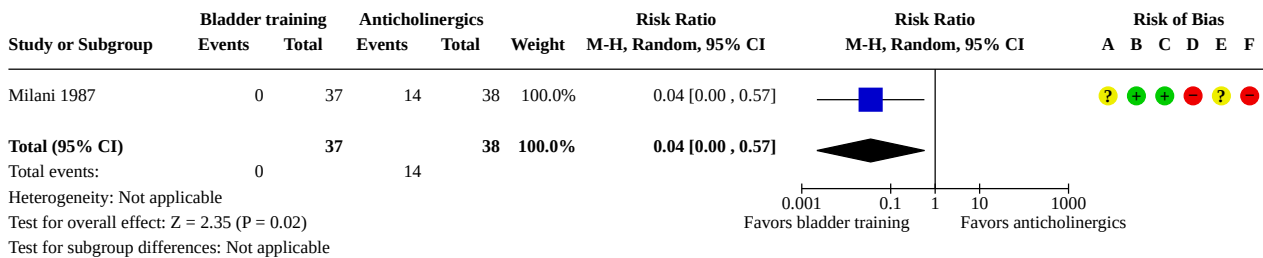 Bladder training Anticholinergics Risk Ratio Risk Ratio Risk of Bias
Study or Subgroup Events Total Events Total Weight M-H, Random, 95% CI M-H, Random, 95% CI A B C D E F
Milani 1987 0 37 14 38 100.0% 0.04 [0.00 , 0.57] ? + + − ? −
Total (95% CI) 37 38 100.0% 0.04 [0.00 , 0.57]
Total events: 0 14
Heterogeneity: Not applicable
0.001 0.1 1 10 1000
Test for overall effect: Z = 2.35 (P = 0.02) Favors bladder training Favors anticholinergics
Test for subgroup differences: Not applicable